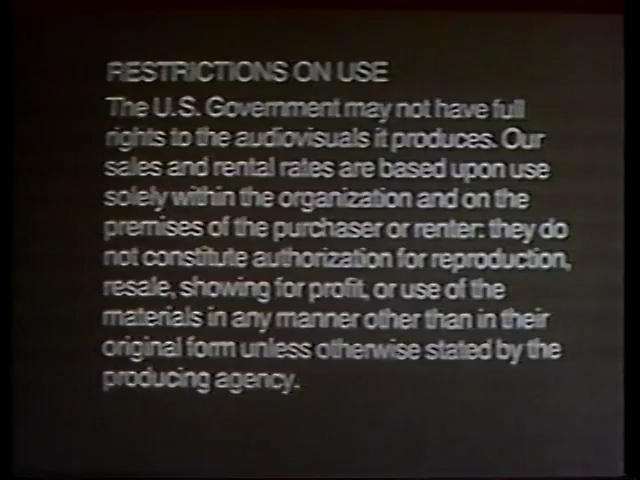 RESTRICTIONS ON USE
The U.S. Government may not have full
rights to the audiovisuals it produces. Our
sales and rental rates are based upon use
solely within the organization and on the
premises of the purchaser or renter: they do
not constitute authorization for reproduction,
resale, showing for profit, or use of the
materials in any manner other than in their
original form unless otherwise stated by the
producing agency.